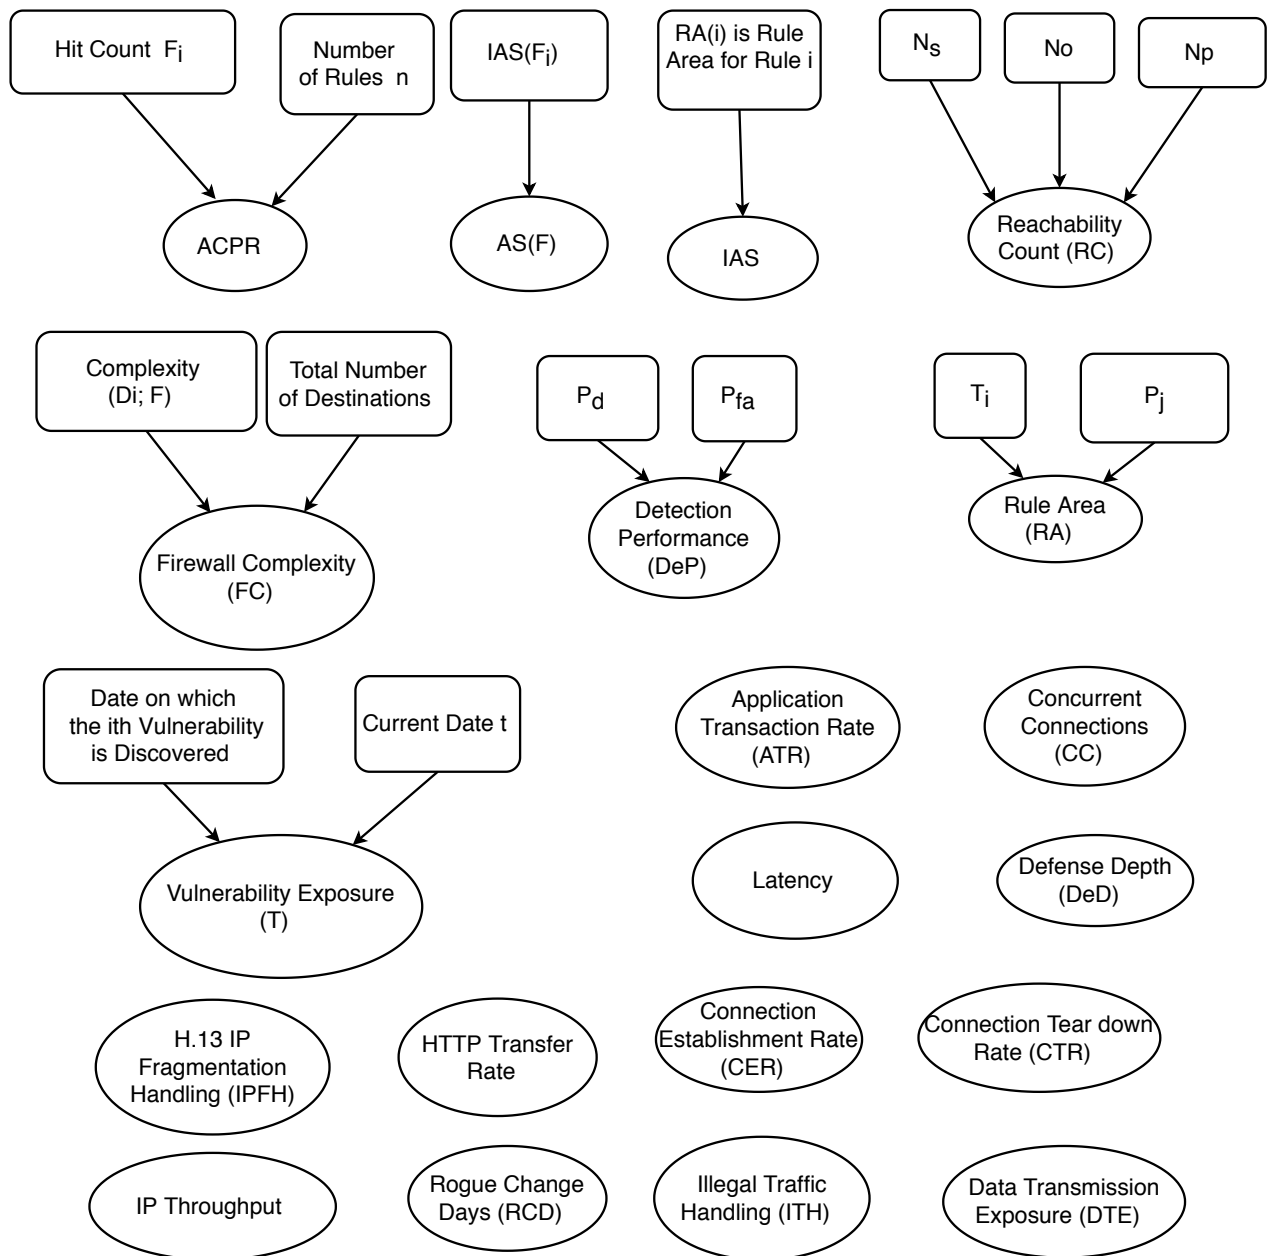 Hit Count Fi
Number
of Rules n
IAS(Fi)
RA(i) is Rule
Area for Rule i
Ns
No
Np
ACPR
AS(F)
IAS
Reachability
Count (RC)
Complexity
(Di; F)
Total Number
of Destinations
Pd
Pfa
Ti
Pj
Firewall Complexity
(FC)
Detection
Performance
(DeP)
Rule Area
(RA)
Date on which
the ith Vulnerability
is Discovered
Current Date t
Application
Transaction Rate
(ATR)
Concurrent
Connections
(CC)
Vulnerability Exposure
(T)
Latency
Defense Depth
(DeD)
H.13 IP
Fragmentation
Handling (IPFH)
HTTP Transfer
Rate
Connection
Establishment Rate
(CER)
Connection Tear down
Rate (CTR)
IP Throughput
Rogue Change
Days (RCD)
Illegal Traffic
Handling (ITH)
Data Transmission
Exposure (DTE)